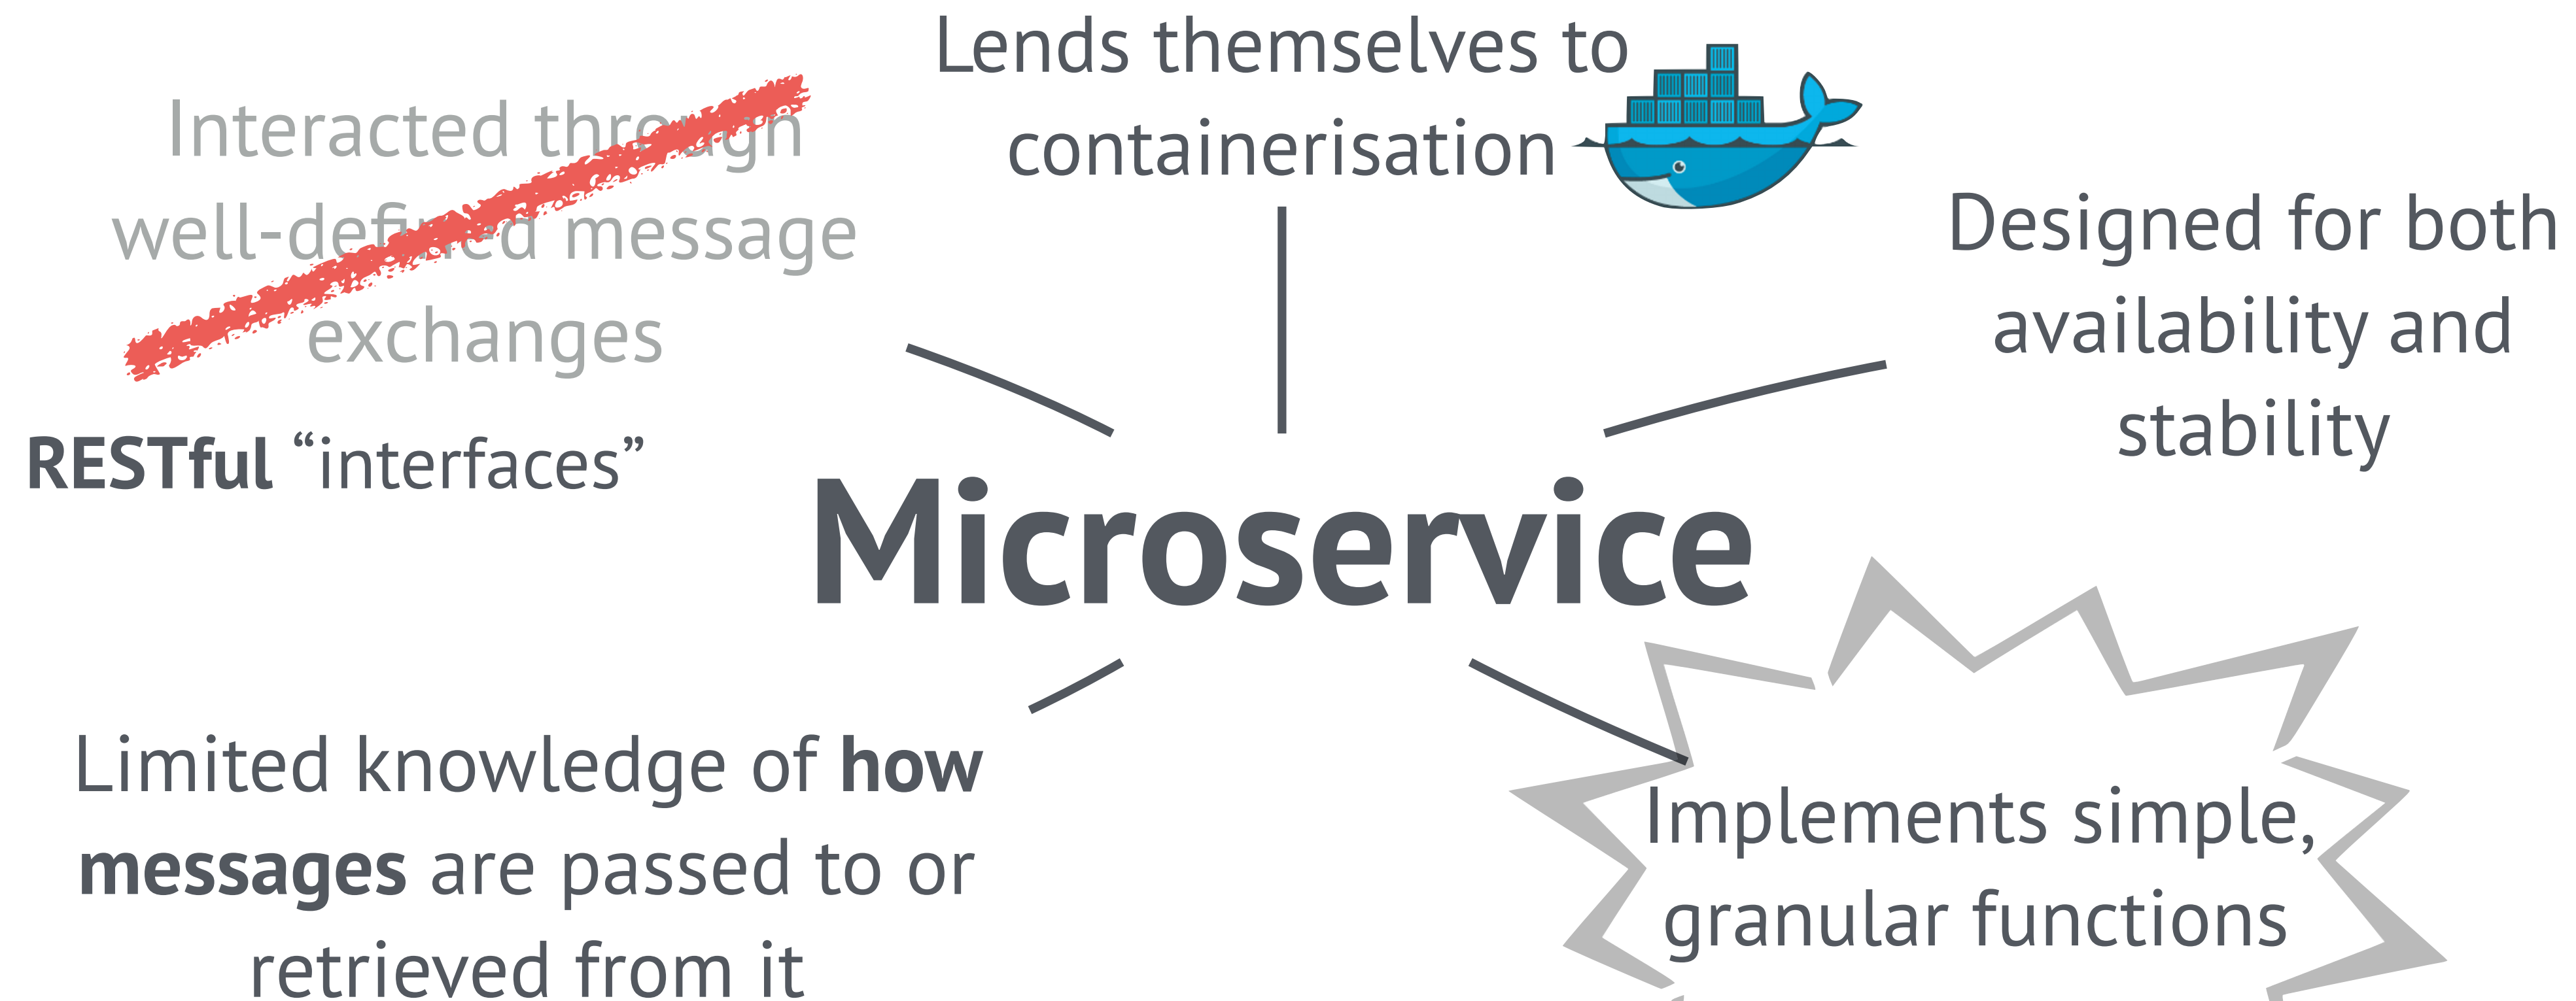 Lends themselves to
containerisation
Interacted through
well-defined message
exchanges
RESTful “interfaces”
Designed for both
availability and
stability
Microservice
Limited knowledge of how
messages are passed to or
retrieved from it
Implements simple,
granular functions